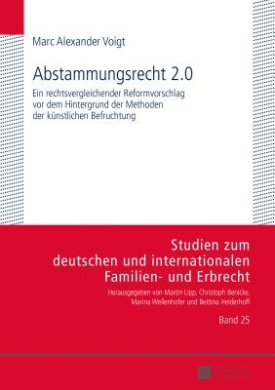 Marc Alexander Voigt
Abstammungsrecht 2.0
Ein rechtsvergleichender Reformvorschlag
vor dem Hintergrund der Methoden
der künstlichen Befruchtung
Studien zum
deutschen und internationalen
Familien- und Erbrecht
Herausgegeben von Martin Lipp, Christoph Benicke,
Marina Wellenhofer und Bettina Heiderhoff
Band 25